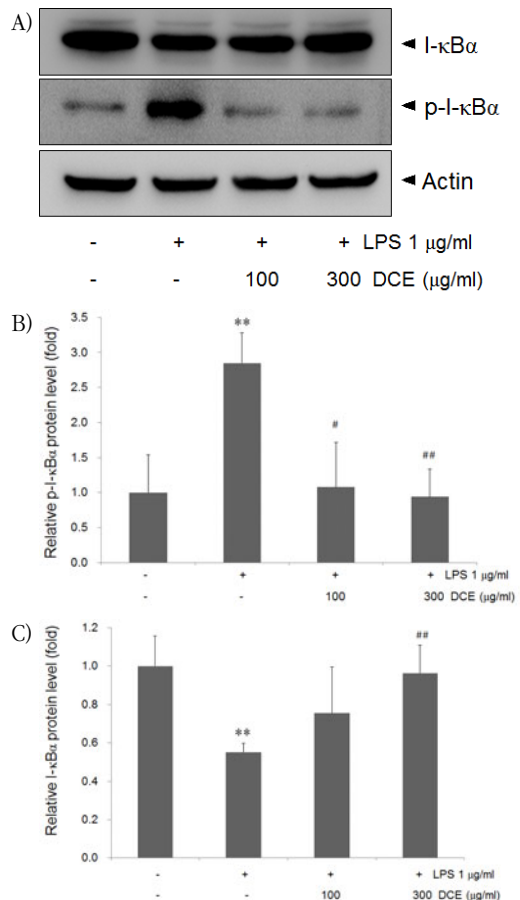 A)
I-κBα
p-I-κBα
Actin
- + + + LPS 1 μg/ml
- - 100 300 DCE (μg/ml)
B)
Relative p-I-κBα protein level (fold)
3.5
3.0
2.5
2.0
1.5
1.0
0.5
0.0
**
#
##
- + + + LPS 1 μg/ml
- - 100 300 DCE (μg/ml)
C)
Relative I-κBα protein level (fold)
1.2
1.0
0.8
0.6
0.4
0.2
0.0
**
##
- + + + LPS 1 μg/ml
- - 100 300 DCE (μg/ml)